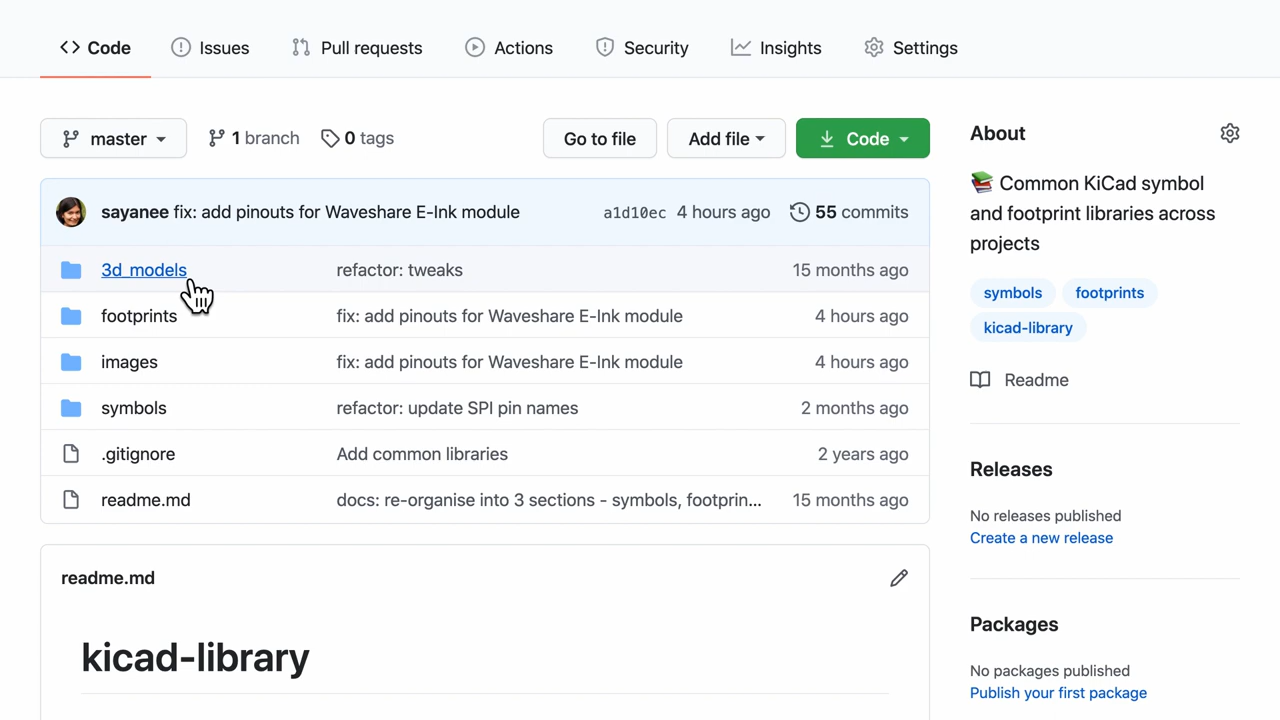 Code Issues Pull requests Actions Security Insights Settings
master 1 branch 0 tags Go to file Add file Code
sayanee fix: add pinouts for Waveshare E-Ink module a1d10ec 4 hours ago 55 commits
3d_models refactor: tweaks 15 months ago
footprints fix: add pinouts for Waveshare E-Ink module 4 hours ago
images fix: add pinouts for Waveshare E-Ink module 4 hours ago
symbols refactor: update SPI pin names 2 months ago
.gitignore Add common libraries 2 years ago
readme.md docs: re-organise into 3 sections - symbols, footprin... 15 months ago
readme.md
kicad-library
About
Common KiCad symbol
and footprint libraries across
projects
symbols footprints
kicad-library
Readme
Releases
No releases published
Create a new release
Packages
No packages published
Publish your first package